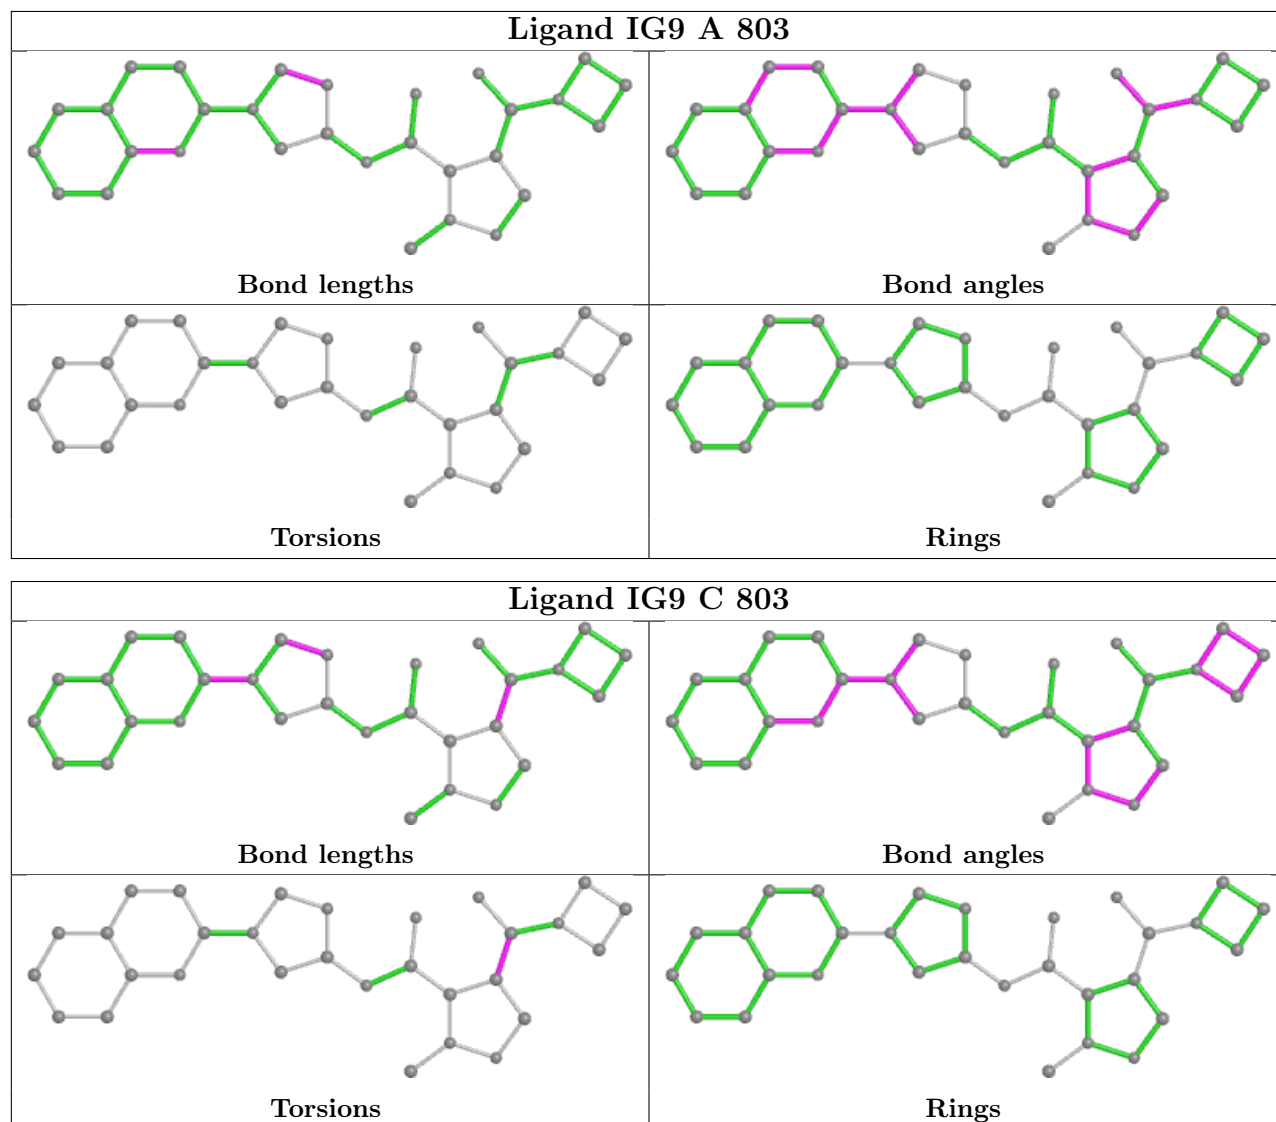 Ligand IG9 A 803
Bond lengths
Bond angles
Torsions
Rings
Ligand IG9 C 803
Bond lengths
Bond angles
Torsions
Rings